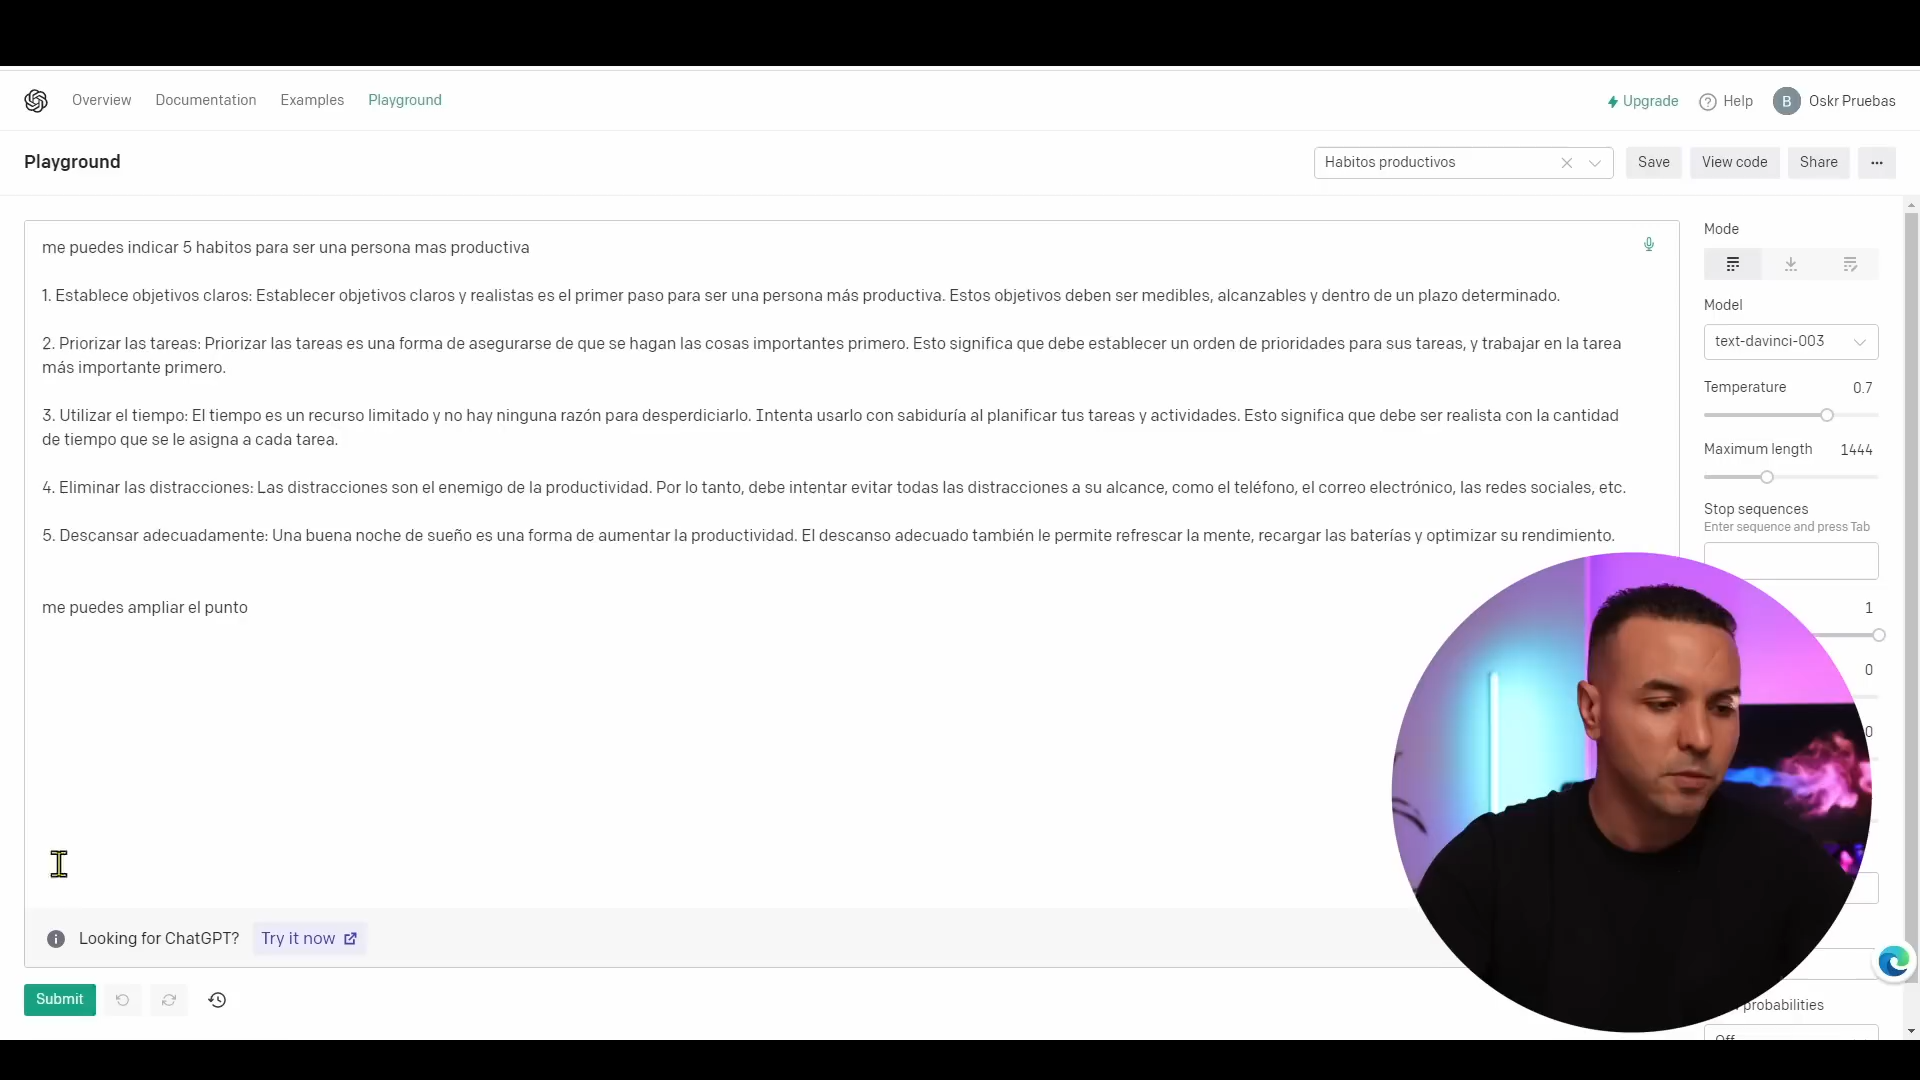 Overview Documentation Examples Playground
Upgrade Help B Oskr Pruebas
Playground
Habitos productivos Save View code Share ...
me puedes indicar 5 habitos para ser una persona mas productiva
1. Establece objetivos claros: Establecer objetivos claros y realistas es el primer paso para ser una persona más productiva. Estos objetivos deben ser medibles, alcanzables y dentro de un plazo determinado.
2. Priorizar las tareas: Priorizar las tareas es una forma de asegurarse de que se hagan las cosas importantes primero. Esto significa que debe establecer un orden de prioridades para sus tareas, y trabajar en la tarea
más importante primero.
3. Utilizar el tiempo: El tiempo es un recurso limitado y no hay ninguna razón para desperdiciarlo. Intenta usarlo con sabiduría al planificar tus tareas y actividades. Esto significa que debe ser realista con la cantidad
de tiempo que se le asigna a cada tarea.
4. Eliminar las distracciones: Las distracciones son el enemigo de la productividad. Por lo tanto, debe intentar evitar todas las distracciones a su alcance, como el teléfono, el correo electrónico, las redes sociales, etc.
5. Descansar adecuadamente: Una buena noche de sueño es una forma de aumentar la productividad. El descanso adecuado también le permite refrescar la mente, recargar las baterías y optimizar su rendimiento.
me puedes ampliar el punto
Looking for ChatGPT? Try it now
Submit
Mode
Model
text-davinci-003
Temperature 0.7
Maximum length 1444
Stop sequences
Enter sequence and press Tab
1
0
0
probabilities